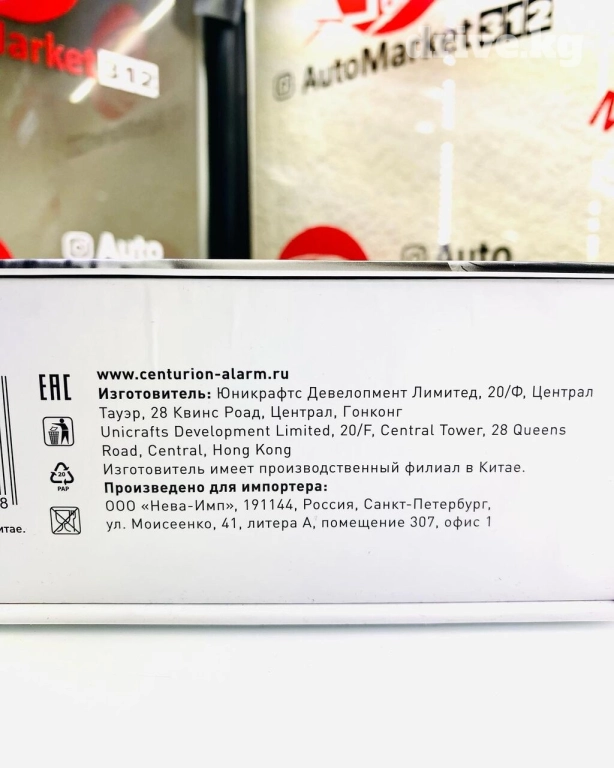 Market 312
AutoMarket312
Auto
Auto
www.centurion-alarm.ru
EAC
Изготовитель: Юникрафтс Девелопмент Лимитед, 20/Ф, Централ
Тауэр, 28 Квинс Роад, Централ, Гонконг
Unicrafts Development Limited, 20/F, Central Tower, 28 Queens
Road, Central, Hong Kong
Изготовитель имеет производственный филиал в Китае.
20
PAP
Произведено для импортера:
ООО «Нева-Имп», 191144, Россия, Санкт-Петербург,
ул. Моисеенко, 41, литера А, помещение 307, офис 1
8